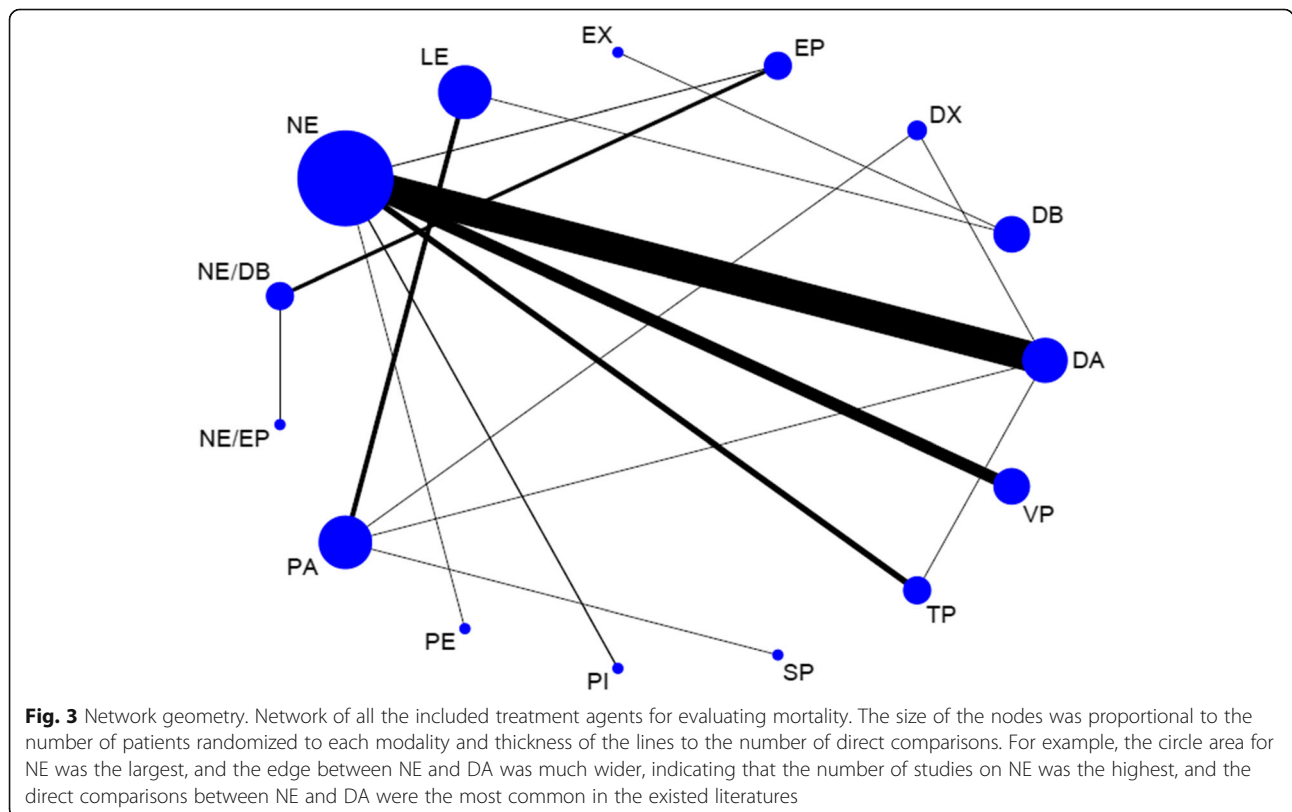 EX
EP
LE
DX
NE
DB
NE/DB
DA
NE/EP
VP
PA
TP
PE
SP
PI
Fig. 3 Network geometry. Network of all the included treatment agents for evaluating mortality. The size of the nodes was proportional to the
number of patients randomized to each modality and thickness of the lines to the number of direct comparisons. For example, the circle area for
NE was the largest, and the edge between NE and DA was much wider, indicating that the number of studies on NE was the highest, and the
direct comparisons between NE and DA were the most common in the existed literatures